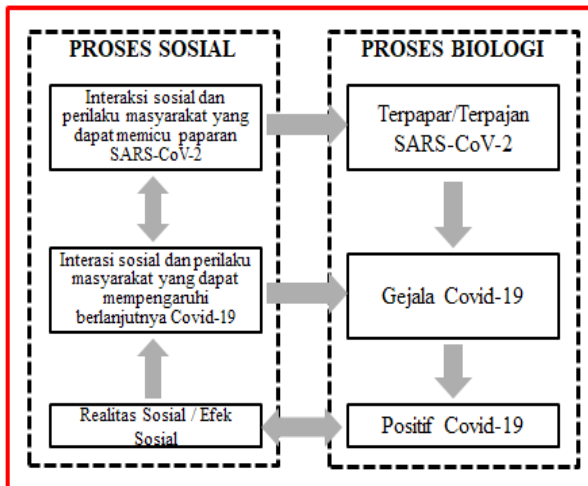 PROSES SOSIAL
Interaksi sosial dan
perilaku masyarakat yang
dapat memicu paparan
SARS-CoV-2
Interasi sosial dan perilaku
masyarakat yang dapat
mempengaruhi
berlanjutnya Covid-19
Realitas Sosial / Efek
Sosial
PROSES BIOLOGI
Terpapar/Terpajan
SARS-CoV-2
Gejala Covid-19
Positif Covid-19